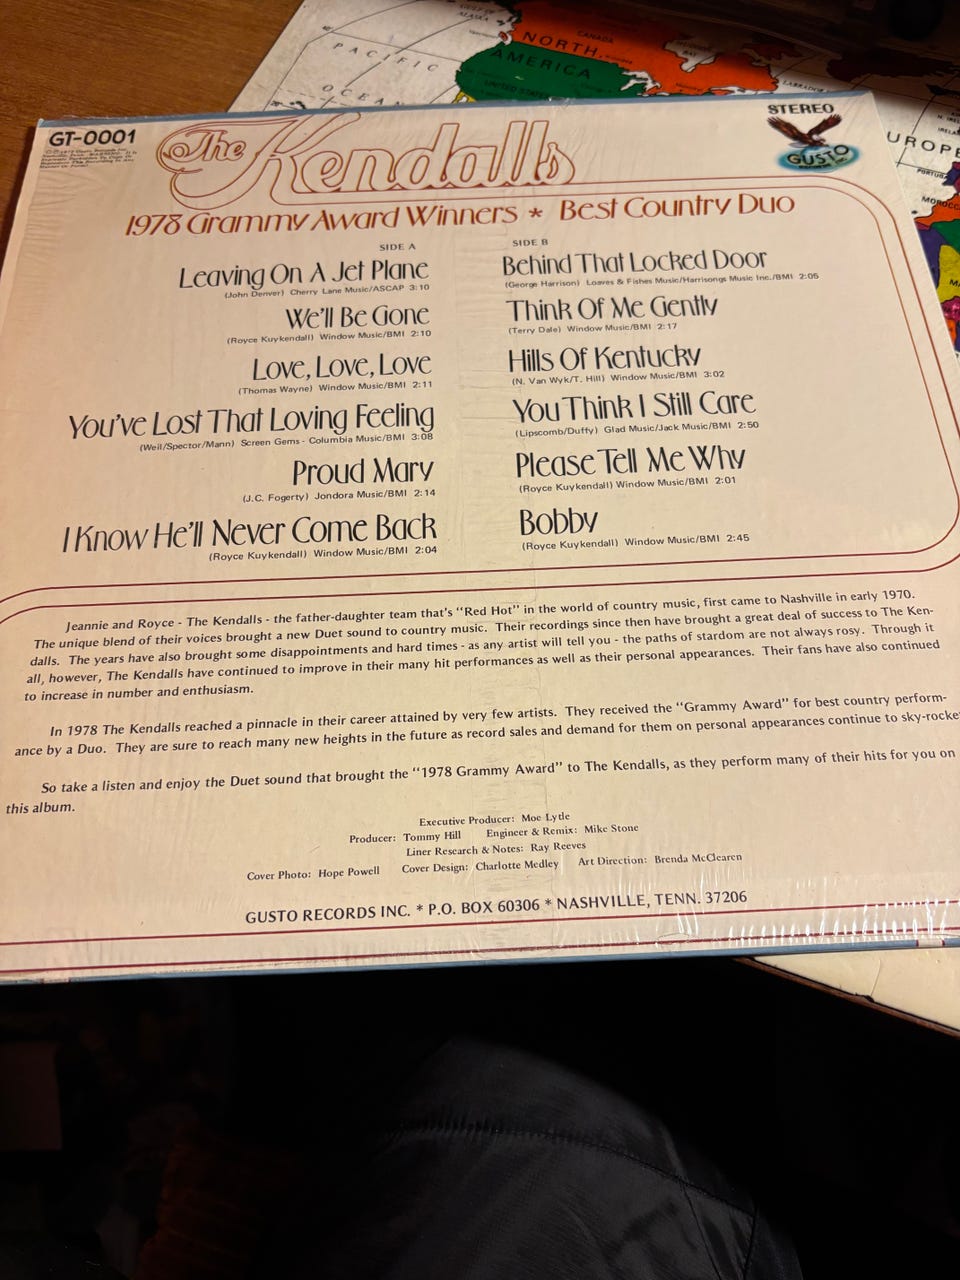 GULF OF
ALASKA
CANADA
NORTH
AMERICA
UNITED STATES
PACIFIC
OCEAN
LABRADOR
EUROPE
PORTUGAL
MOROCCO
GT-0001
STEREO
GUSTO
The Kendalls
1978 Grammy Award Winners * Best Country Duo
SIDE A
Leaving On A Jet Plane
(John Denver) Cherry Lane Music/ASCAP 3:10
We'll Be Gone
(Royce Kuykendall) Window Music/BMI 2:10
Love, Love, Love
(Thomas Wayne) Window Music/BMI 2:11
You've Lost That Loving Feeling
(Weil/Spector/Mann) Screen Gems - Columbia Music/BMI 3:08
Proud Mary
(J.C. Fogerty) Jondora Music/BMI 2:14
I Know He'll Never Come Back
(Royce Kuykendall) Window Music/BMI 2:04
SIDE B
Behind That Locked Door
(George Harrison) Loaves & Fishes Music/Harrisongs Music Inc./BMI 2:05
Think Of Me Gently
(Terry Dale) Window Music/BMI 2:17
Hills Of Kentucky
(N. Van Wyk/T. Hill) Window Music/BMI 3:02
You Think I Still Care
(Lipscomb/Duffy) Glad Music/Jack Music/BMI 2:50
Please Tell Me Why
(Royce Kuykendall) Window Music/BMI 2:01
Bobby
(Royce Kuykendall) Window Music/BMI 2:45
Jeannie and Royce - The Kendalls - the father-daughter team that's "Red Hot" in the world of country music, first came to Nashville in early 1970.
The unique blend of their voices brought a new Duet sound to country music. Their recordings since then have brought a great deal of success to The Ken-
dalls. The years have also brought some disappointments and hard times - as any artist will tell you - the paths of stardom are not always rosy. Through it
all, however, The Kendalls have continued to improve in their many hit performances as well as their personal appearances. Their fans have also continued
to increase in number and enthusiasm.
In 1978 The Kendalls reached a pinnacle in their career attained by very few artists. They received the "Grammy Award" for best country perform-
ance by a Duo. They are sure to reach many new heights in the future as record sales and demand for them on personal appearances continue to sky-rocke
So take a listen and enjoy the Duet sound that brought the "1978 Grammy Award" to The Kendalls, as they perform many of their hits for you on
this album.
Executive Producer: Moe Lytle
Producer: Tommy Hill Engineer & Remix: Mike Stone
Liner Research & Notes: Ray Reeves
Cover Photo: Hope Powell Cover Design: Charlotte Medley Art Direction: Brenda McClearen
GUSTO RECORDS INC. * P.O. BOX 60306 * NASHVILLE, TENN. 37206